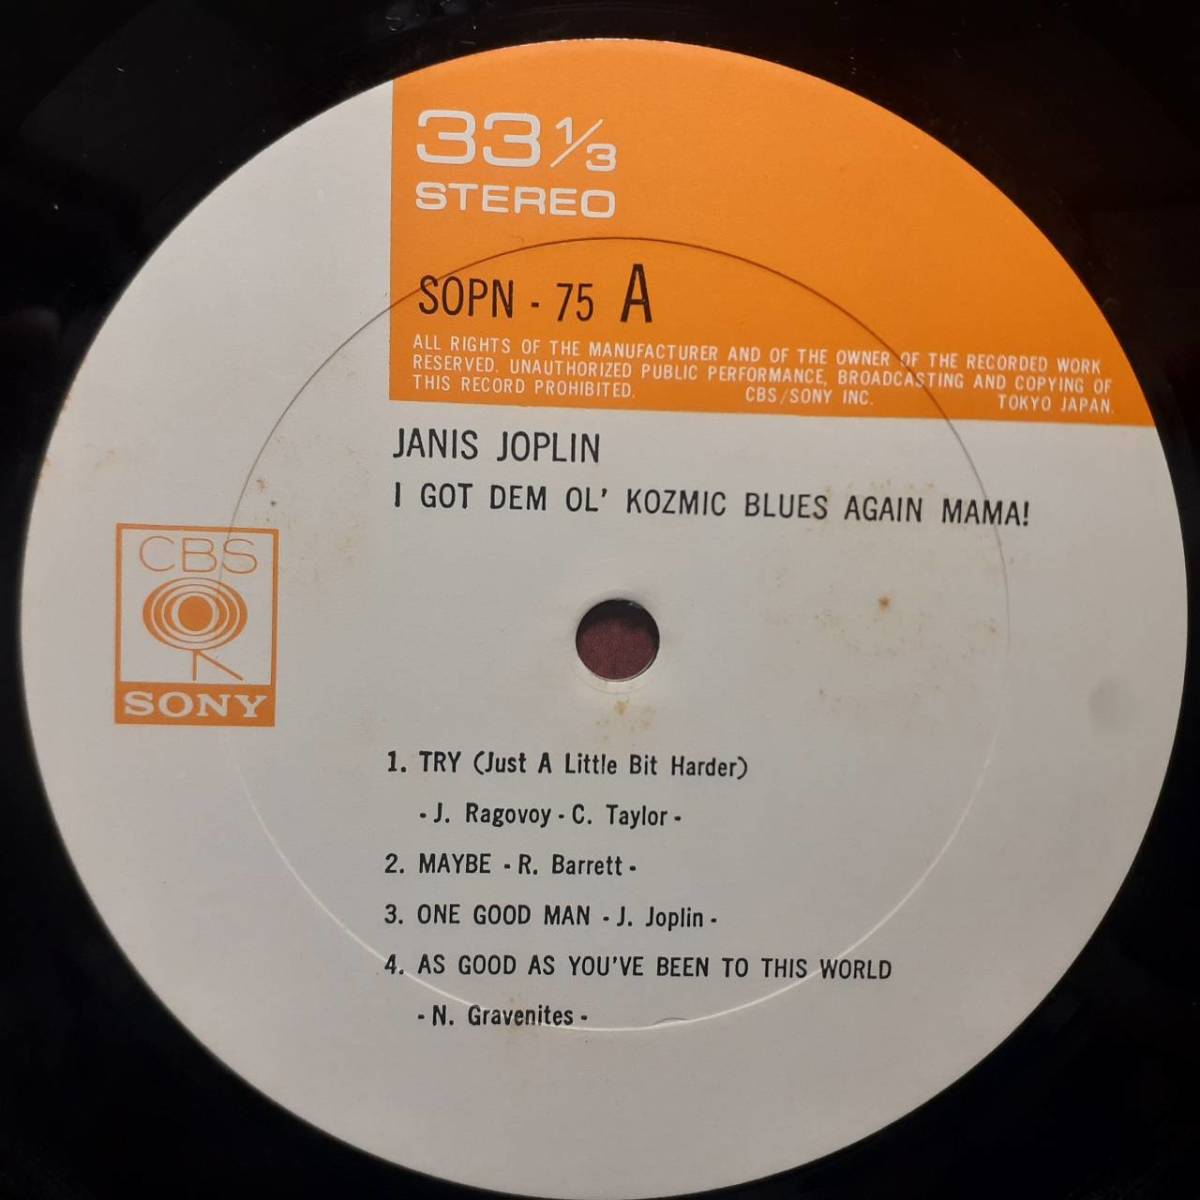 33 1/3
STEREO
SOPN - 75 A
ALL RIGHTS OF THE MANUFACTURER AND OF THE OWNER OF THE RECORDED WORK
RESERVED. UNAUTHORIZED PUBLIC PERFORMANCE, BROADCASTING AND COPYING OF
THIS RECORD PROHIBITED. CBS/SONY INC. TOKYO JAPAN.
JANIS JOPLIN
I GOT DEM OL' KOZMIC BLUES AGAIN MAMA!
CBS
SONY
1. TRY (Just A Little Bit Harder)
- J. Ragovoy - C. Taylor -
2. MAYBE - R. Barrett -
3. ONE GOOD MAN - J. Joplin -
4. AS GOOD AS YOU'VE BEEN TO THIS WORLD
- N. Gravenites -